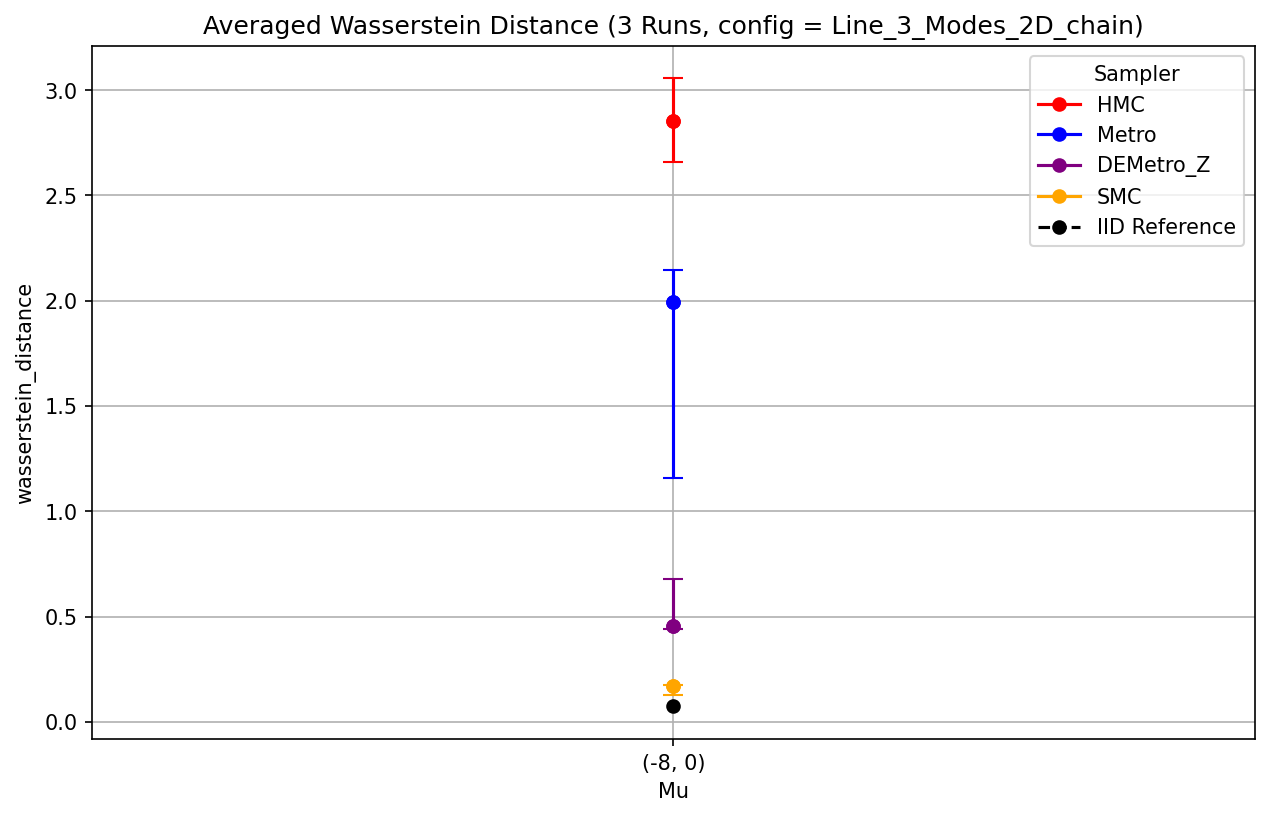 Averaged Wasserstein Distance (3 Runs, config = Line_3_Modes_2D_chain)
Sampler
HMC
Metro
DEMetro_Z
SMC
IID Reference
wasserstein_distance
3.0
2.5
2.0
1.5
1.0
0.5
0.0
(-8, 0)
Mu